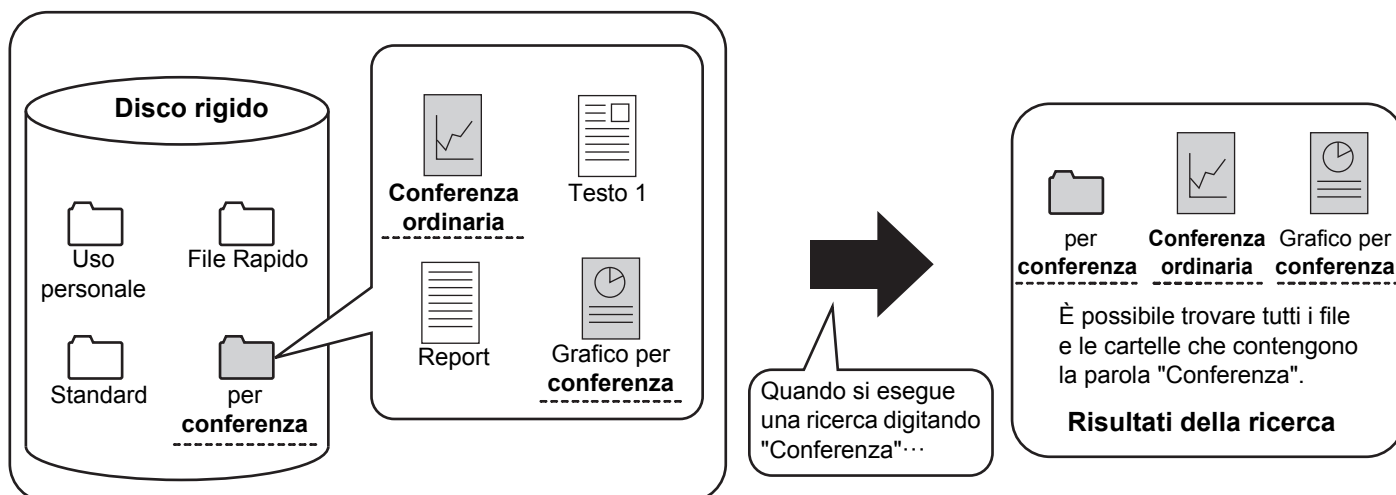 Disco rigido
Uso
personale
File Rapido
Standard
per
conferenza
Conferenza
ordinaria
Testo 1
Report
Grafico per
conferenza
Quando si esegue
una ricerca digitando
"Conferenza"···
per
conferenza
Conferenza
ordinaria
Grafico per
conferenza
È possibile trovare tutti i file
e le cartelle che contengono
la parola "Conferenza".
Risultati della ricerca